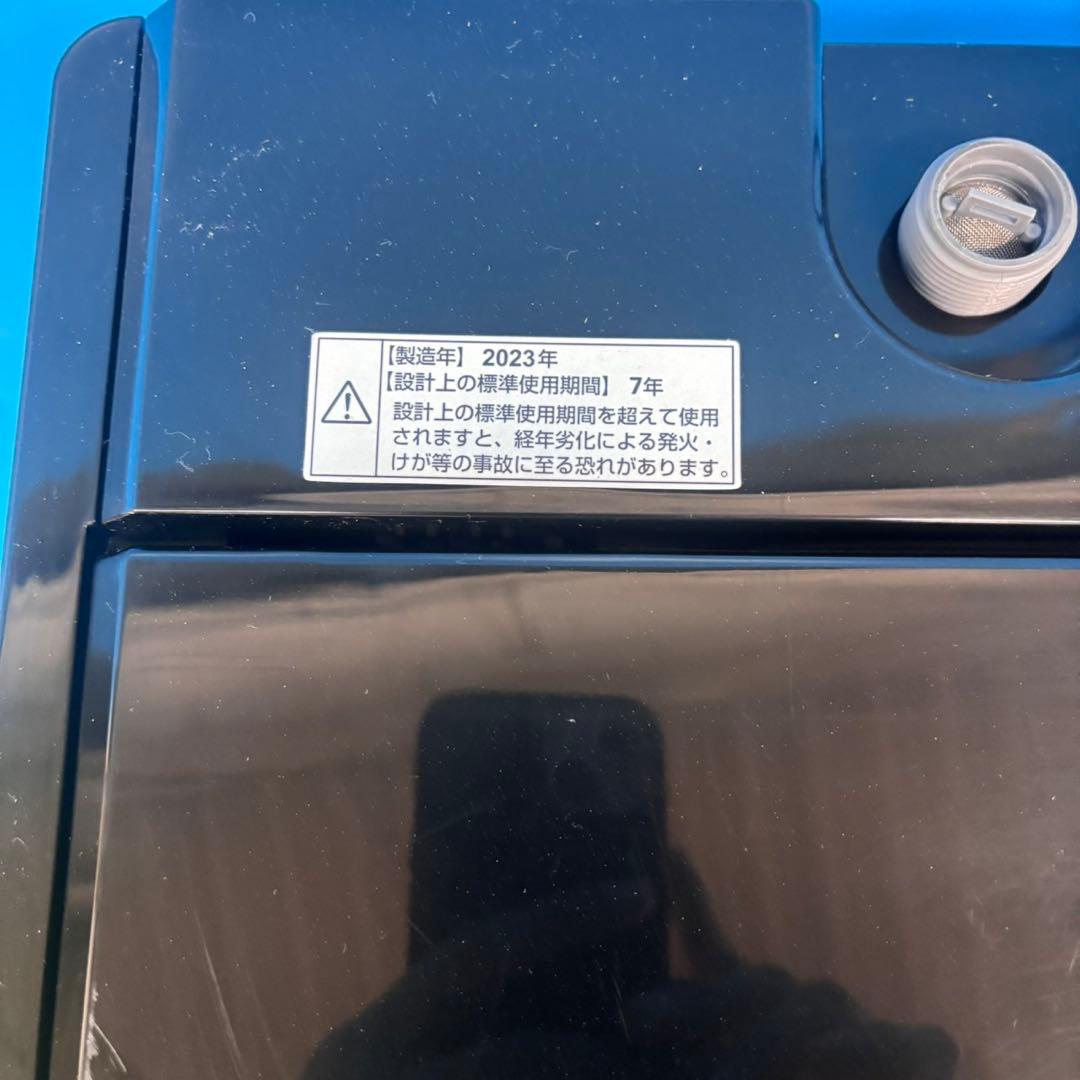 【製造年】 2023年
【設計上の標準使用期間】 7年
設計上の標準使用期間を超えて使用
されますと、経年劣化による発火・
けが等の事故に至る恐れがあります。